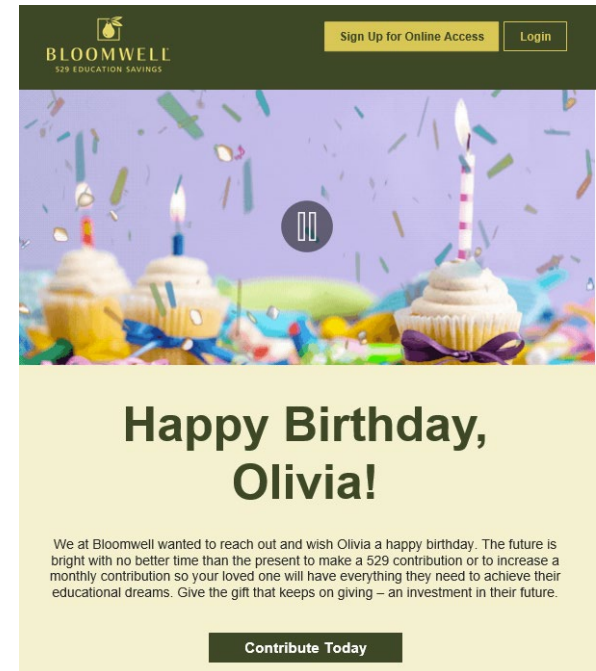 BLOOMWELL
529 EDUCATION SAVINGS
Sign Up for Online Access
Login
Happy Birthday,
Olivia!
We at Bloomwell wanted to reach out and wish Olivia a happy birthday. The future is
bright with no better time than the present to make a 529 contribution or to increase a
monthly contribution so your loved one will have everything they need to achieve their
educational dreams. Give the gift that keeps on giving – an investment in their future.
Contribute Today